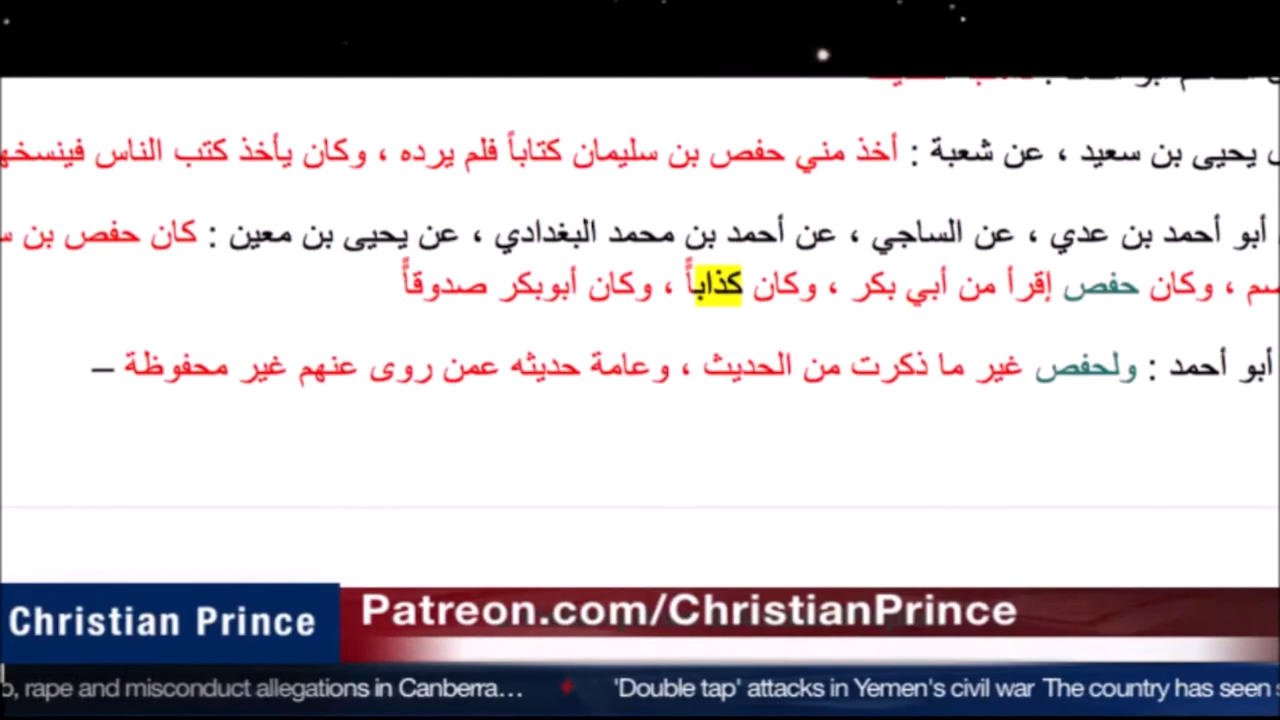 يحيى بن سعيد ، عن شعبة : أخذ مني حفص بن سليمان كتاباً فلم يرده ، وكان يأخذ كتب الناس فينسخها
أبو أحمد بن عدي ، عن الساجي ، عن أحمد بن محمد البغدادي ، عن يحيى بن معين : كان حفص بن
وكان حفص إقرأ من أبي بكر ، وكان كذاباً ، وكان أبوبكر صدوقاً
أبو أحمد : ولحفص غير ما ذكرت من الحديث ، وعامة حديثه عمن روى عنهم غير محفوظة –
Christian Prince
Patreon.com/ChristianPrince
, rape and misconduct allegations in Canberra… 'Double tap' attacks in Yemen's civil war The country has seen